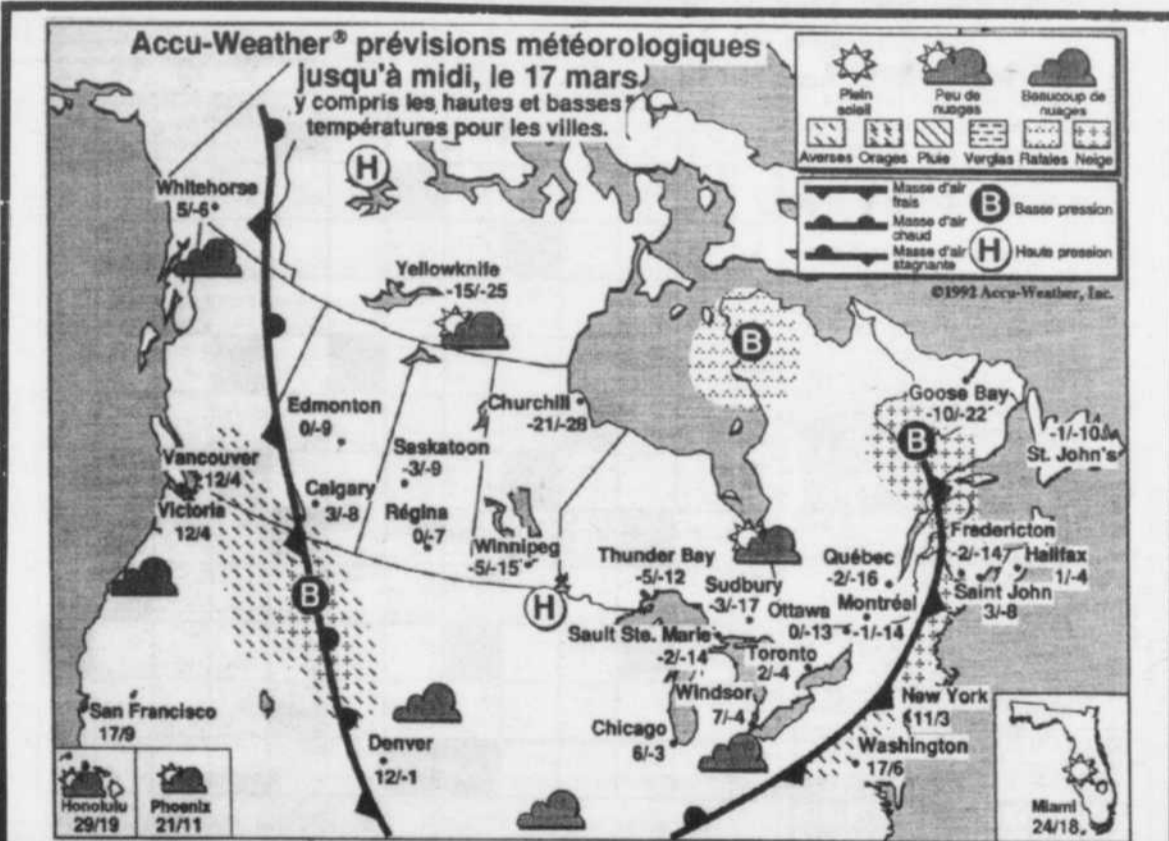 Accu-Weather® prévisions météorologiques
jusqu'à midi, le 17 mars
y compris les hautes et basses
températures pour les villes.
Plein
soleil
Peu de
nuages
Beaucoup de
nuages
Averses Orages Pluie Verglas Rafales Neige
Masse d'air
frais
Masse d'air
chaud
Masse d'air
stagnante
B Basse pression
H Haute pression
©1992 Accu-Weather, Inc.
H
Whitehorse
5/-6
Yellowknife
-15/-25
B
Goose Bay
-10/-22
Edmonton
0/-9
Churchill
-21/-28
B
-1/-10
St. John's
Saskatoon
-3/-9
Vancouver
12/4
Calgary
3/-8
Victoria
12/4
Régina
0/-7
Winnipeg
-5/-15
Fredericton
-2/-14
Halifax
1/-4
Thunder Bay
-5/-12
Québec
-2/-16
Saint John
3/-8
Sudbury
-3/-17
B
H
Ottawa
0/-13
Montréal
-1/-14
Sault Ste. Marie
-2/-14
Toronto
2/-4
Windsor
7/-4
New York
11/3
San Francisco
17/9
Chicago
6/-3
Denver
12/-1
Washington
17/6
Honolulu
29/19
Phoenix
21/11
Miami
24/18